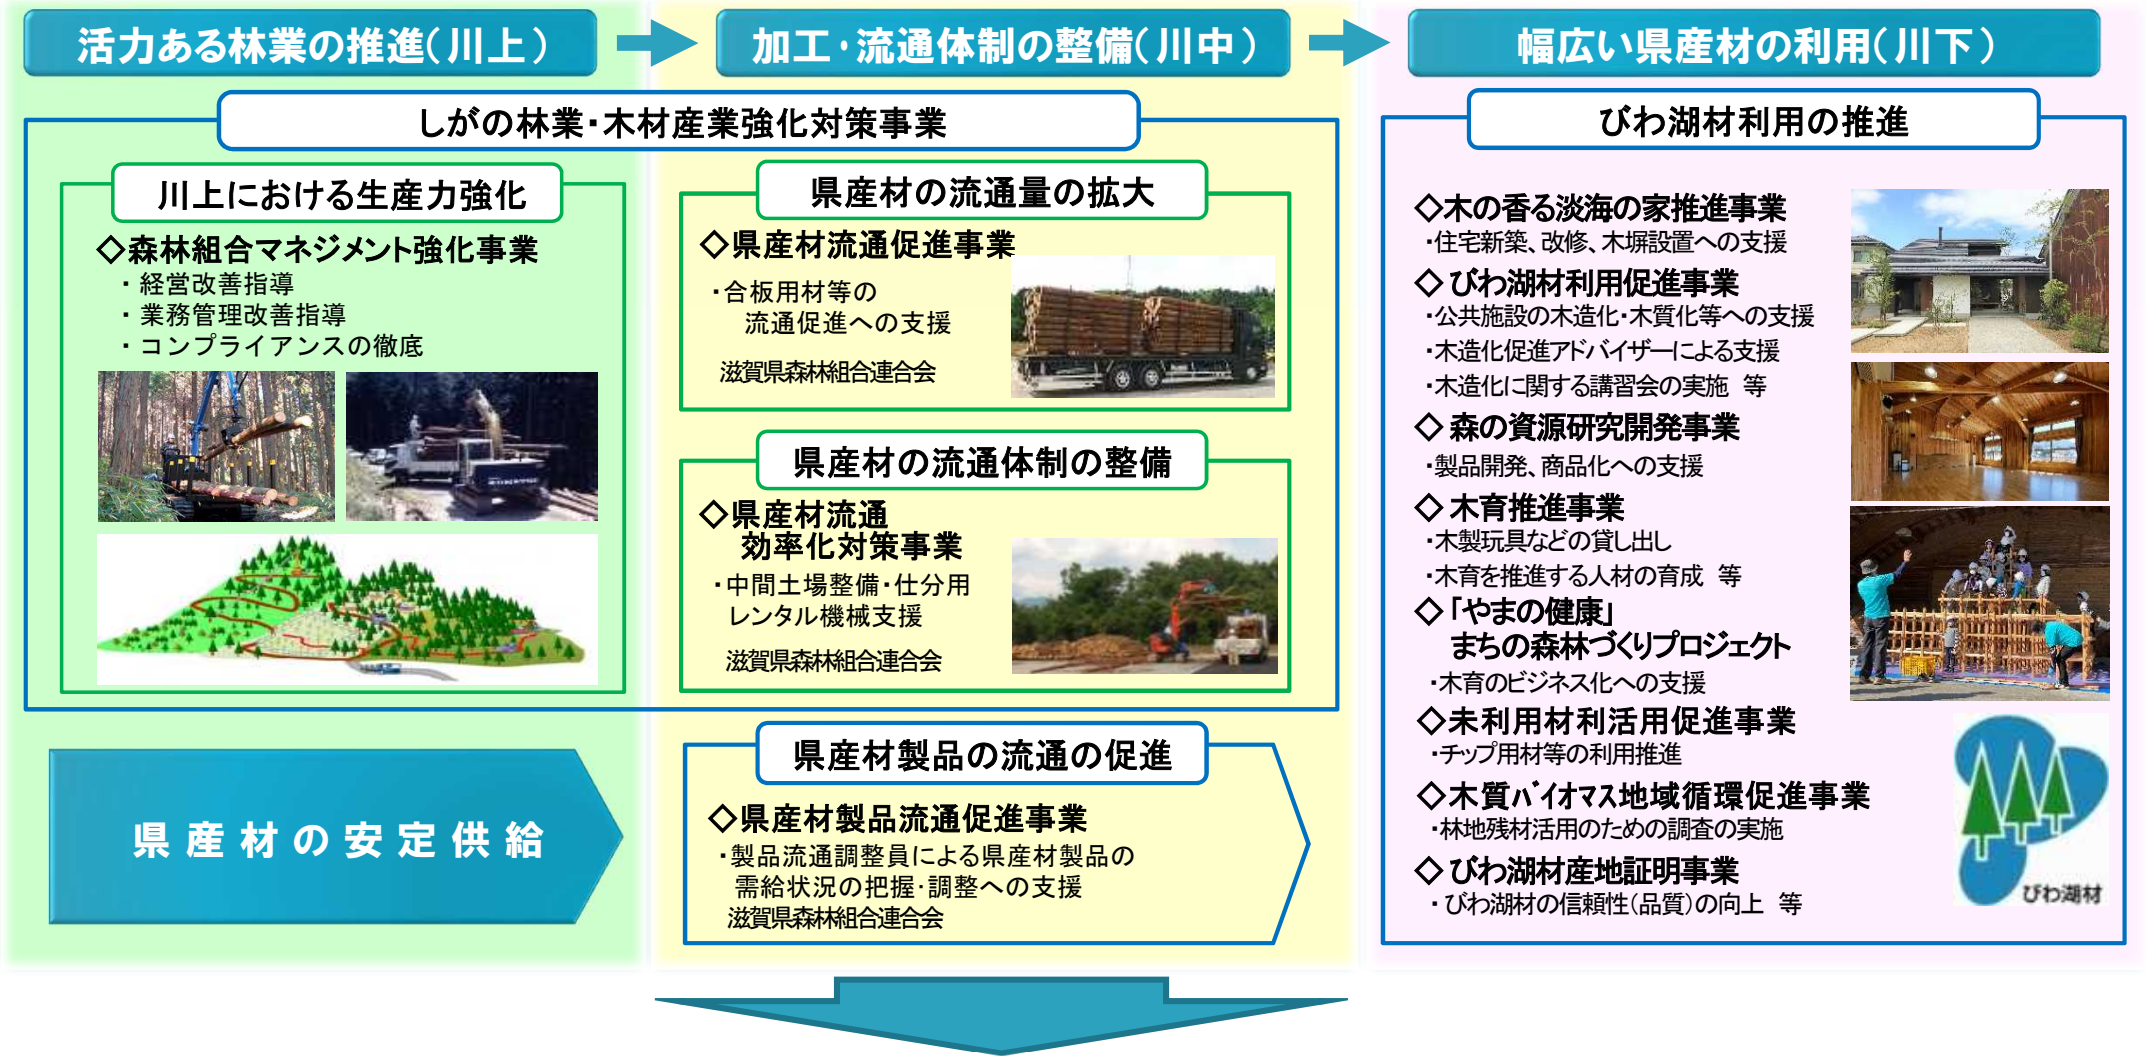 活力ある林業の推進(川上)
加工・流通体制の整備(川中)
幅広い県産材の利用(川下)
しがの林業・木材産業強化対策事業
川上における生産力強化
◇森林組合マネジメント強化事業
・経営改善指導
・業務管理改善指導
・コンプライアンスの徹底
県産材の安定供給
県産材の流通量の拡大
◇県産材流通促進事業
・合板用材等の
流通促進への支援
滋賀県森林組合連合会
県産材の流通体制の整備
◇県産材流通
効率化対策事業
・中間土場整備・仕分用
レンタル機械支援
滋賀県森林組合連合会
県産材製品の流通の促進
◇県産材製品流通促進事業
・製品流通調整員による県産材製品の
需給状況の把握・調整への支援
滋賀県森林組合連合会
びわ湖材利用の推進
◇木の香る淡海の家推進事業
・住宅新築、改修、木塀設置への支援
◇びわ湖材利用促進事業
・公共施設の木造化・木質化等への支援
・木造化促進アドバイザーによる支援
・木造化に関する講習会の実施 等
◇森の資源研究開発事業
・製品開発、商品化への支援
◇木育推進事業
・木製玩具などの貸し出し
・木育を推進する人材の育成 等
◇「やまの健康」
まちの森林づくりプロジェクト
・木育のビジネス化への支援
◇未利用材利活用促進事業
・チップ用材等の利用推進
◇木質バイオマス地域循環促進事業
・林地残材活用のための調査の実施
◇びわ湖材産地証明事業
・びわ湖材の信頼性(品質)の向上 等
びわ湖材